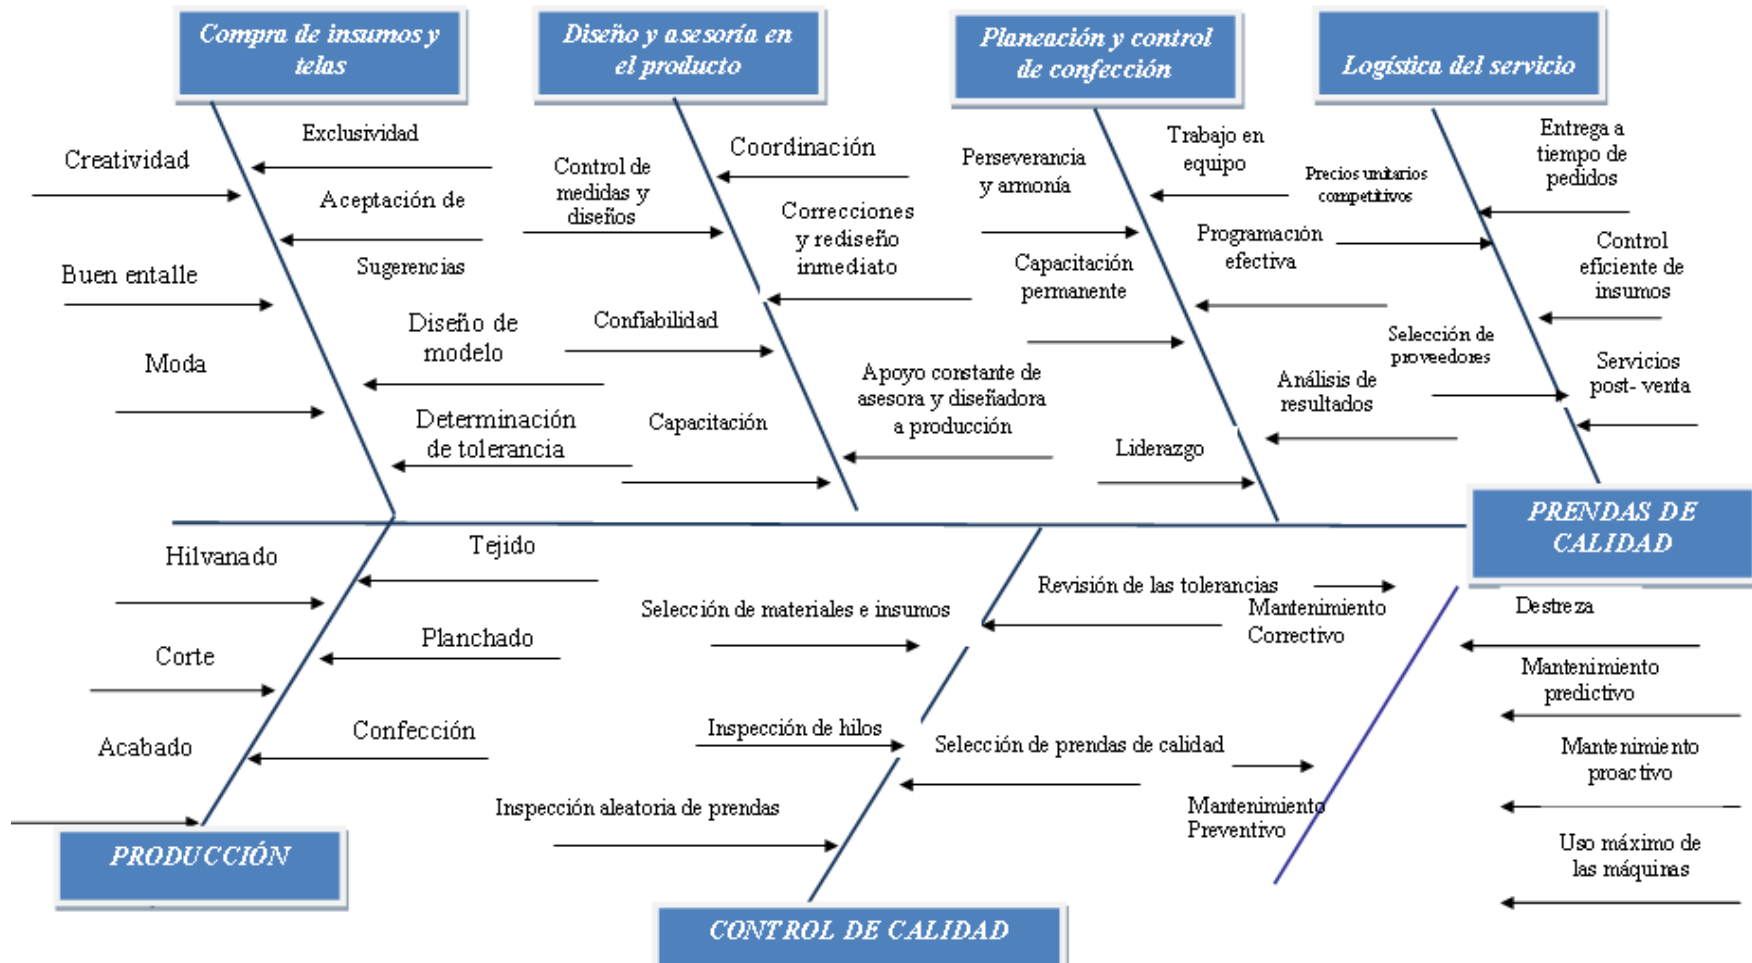 Compra de insumos y
telas
Diseño y asesoría en
el producto
Planeación y control
de confección
Logística del servicio
Exclusividad
Creatividad
Aceptación de
Sugerencias
Buen entalle
Diseño de
modelo
Moda
Determinación
de tolerancia
Coordinación
Control de
medidas y
diseños
Correcciones
y rediseño
inmediato
Confiabilidad
Apoyo constante de
asesora y diseñadora
a producción
Capacitación
Trabajo en
equipo
Perseverancia
y armonía
Programación
efectiva
Capacitación
permanente
Análisis de
resultados
Liderazgo
Entrega a
tiempo de
pedidos
Precios unitarios
competitivos
Control
eficiente de
insumos
Selección de
proveedores
Servicios
post- venta
PRENDAS DE
CALIDAD
Hilvanado
Tejido
Planchado
Corte
Confección
Acabado
PRODUCCIÓN
Revisión de las tolerancias
Selección de materiales e insumos
Inspección de hilos
Selección de prendas de calidad
Inspección aleatoria de prendas
CONTROL DE CALIDAD
Mantenimiento
Correctivo
Destreza
Mantenimiento
predictivo
Mantenimiento
proactivo
Mantenimiento
Preventivo
Uso máximo de
las máquinas